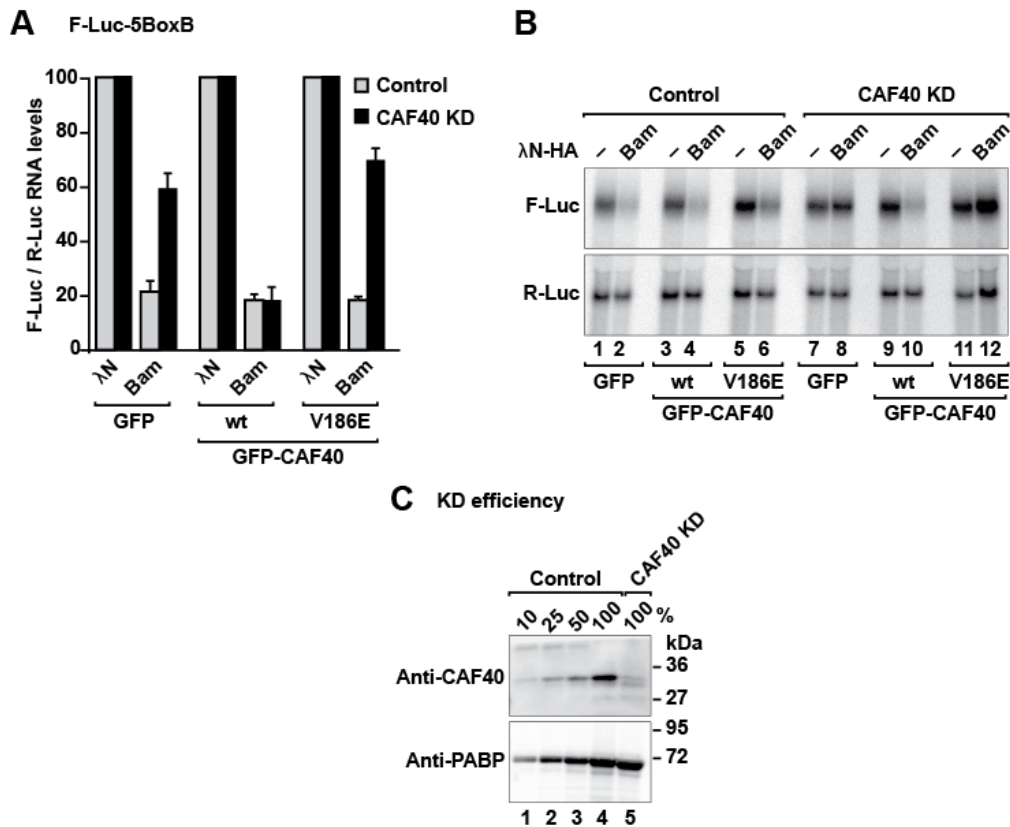 A F-Luc-5BoxB
F-Luc / R-Luc RNA levels
100
80
60
40
20
0
Control
CAF40 KD
λN Bam λN Bam λN Bam
GFP wt V186E
GFP-CAF40
B
Control CAF40 KD
λN-HA – Bam – Bam – Bam – Bam – Bam – Bam
F-Luc
R-Luc
1 2 3 4 5 6 7 8 9 10 11 12
GFP wt V186E GFP wt V186E
GFP-CAF40 GFP-CAF40
C KD efficiency
Control CAF40 KD
10 25 50 100 100 %
kDa
Anti-CAF40
36
27
Anti-PABP
95
72
1 2 3 4 5